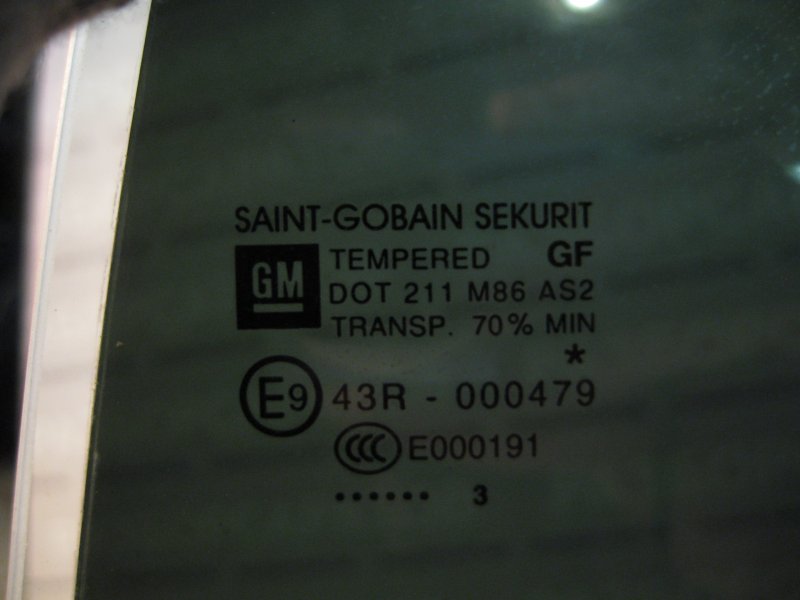 SAINT-GOBAIN SEKURIT
GM TEMPERED GF
DOT 211 M86 AS2
TRANSP. 70% MIN
*
E9 43R - 000479
CCC E000191
...... 3